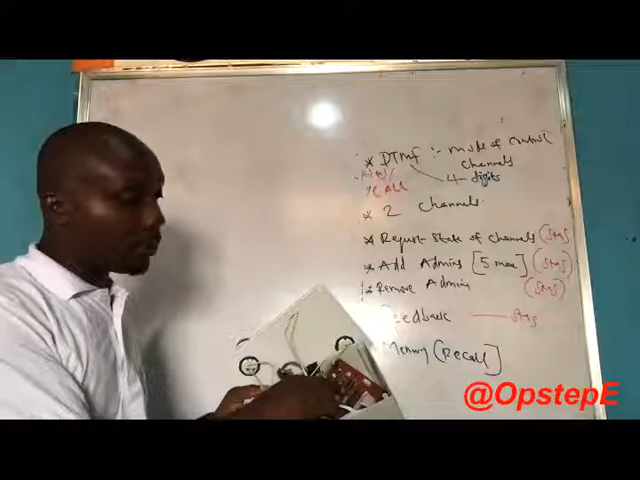 * DTMF :- mode of control
channels
4- digits
CALL
* 2 channels
* Request State of channels (SMS)
* Add Admins [5 max] (SMS)
* Remove Admins (SMS)
Feedback — SMS
Memory (Recall]
@OpstepE